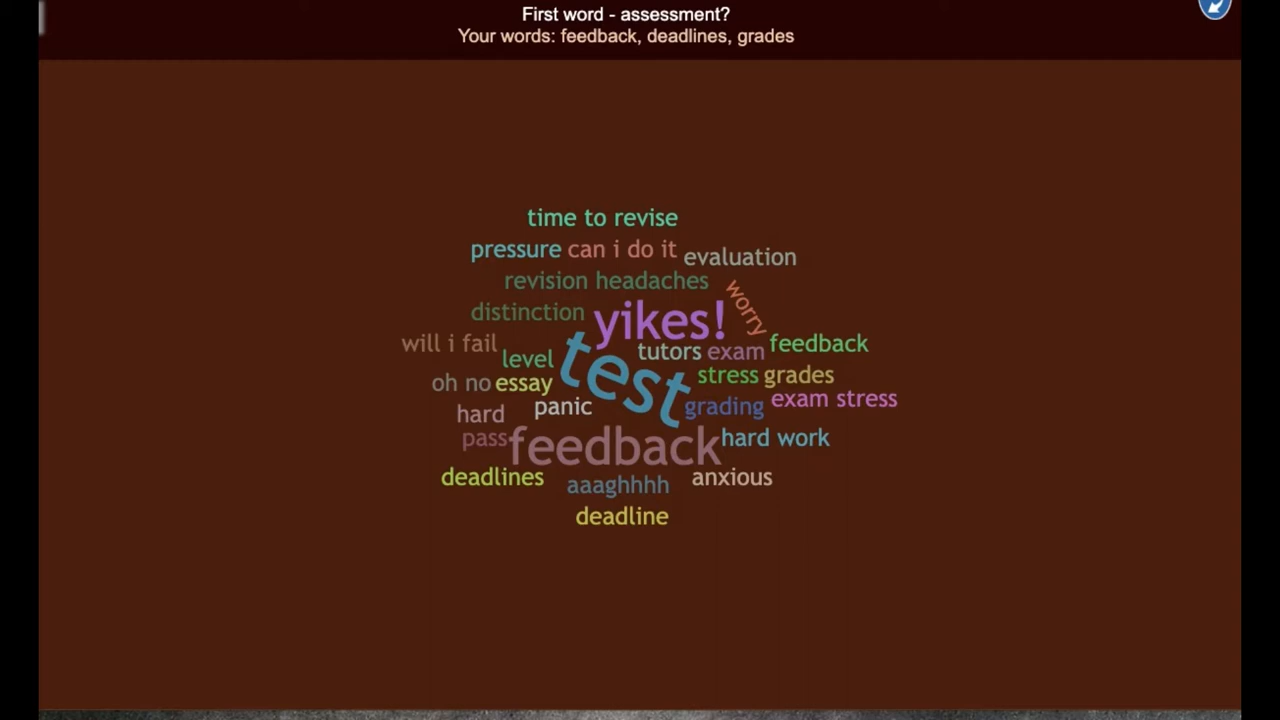 First word - assessment?
Your words: feedback, deadlines, grades
time to revise
pressure can i do it evaluation
revision headaches
worry
distinction yikes!
will i fail level test tutors exam feedback
oh no essay stress grades
hard panic grading exam stress
pass feedback hard work
deadlines aaaghhhh anxious
deadline